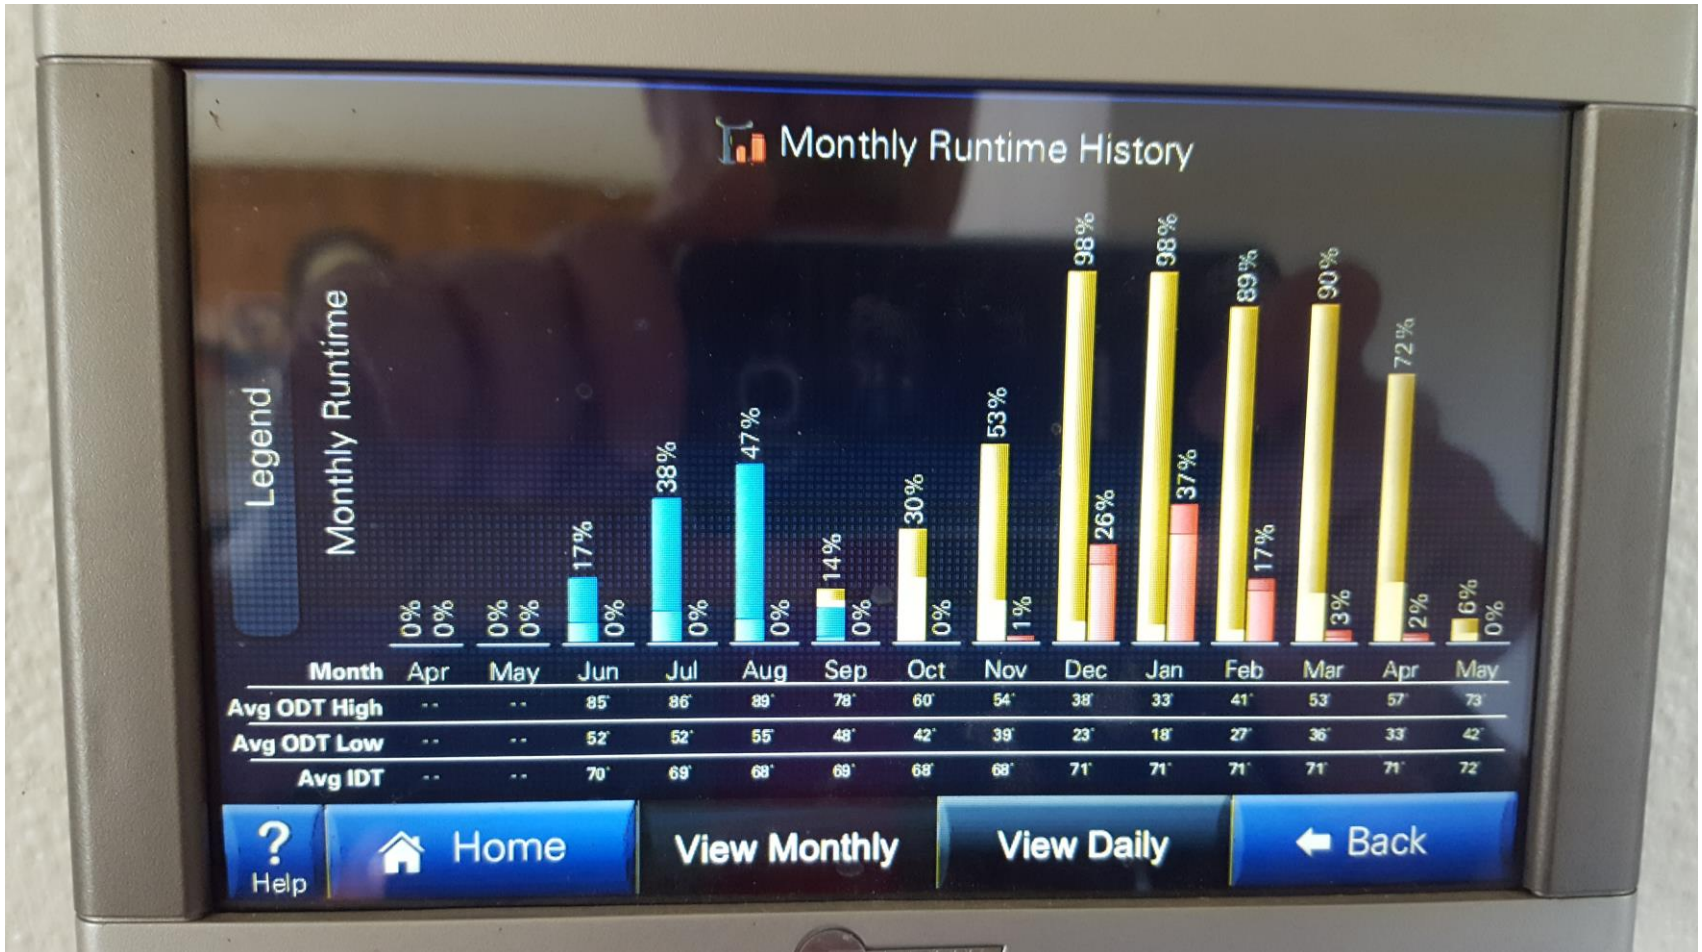 Monthly Runtime History
Legend
Monthly Runtime
0% 0% 0% 0% 17% 0% 38% 0% 47% 0% 14% 0% 30% 0% 53% 1% 98% 26% 98% 37% 89% 17% 90% 3% 72% 2% 6% 0%
Month Apr May Jun Jul Aug Sep Oct Nov Dec Jan Feb Mar Apr May
Avg ODT High -- -- 85° 86° 89° 78° 60° 54° 38° 33° 41° 53° 57° 73°
Avg ODT Low -- -- 52° 52° 55° 48° 42° 39° 23° 18° 27° 36° 33° 42°
Avg IDT -- -- 70° 69° 68° 69° 68° 68° 71° 71° 71° 71° 71° 72°
? Help
Home
View Monthly
View Daily
Back